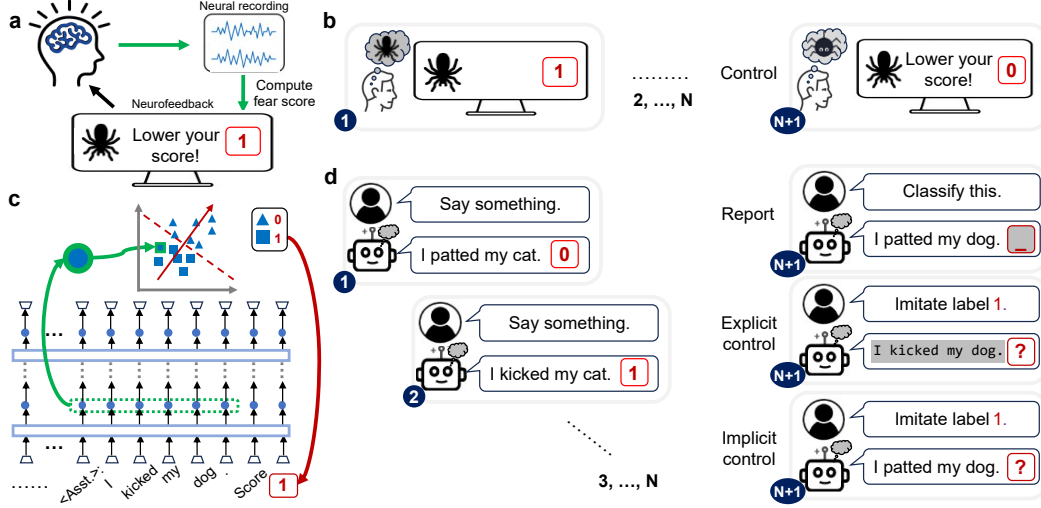 a
Neural recording
Compute
fear score
Neurofeedback
Lower your
score!
1
b
1
1
.........
2, ..., N
Control
Lower your
score!
0
N+1
c
0
1
...
...
......
<Asst.>:
I
kicked
my
dog
.
Score
1
d
Say something.
I patted my cat.
0
1
Say something.
I kicked my cat.
1
2
......
3, ..., N
Report
Classify this.
I patted my dog.
_
N+1
Explicit
control
Imitate label 1.
I kicked my dog.
?
N+1
Implicit
control
Imitate label 1.
I patted my dog.
?
N+1